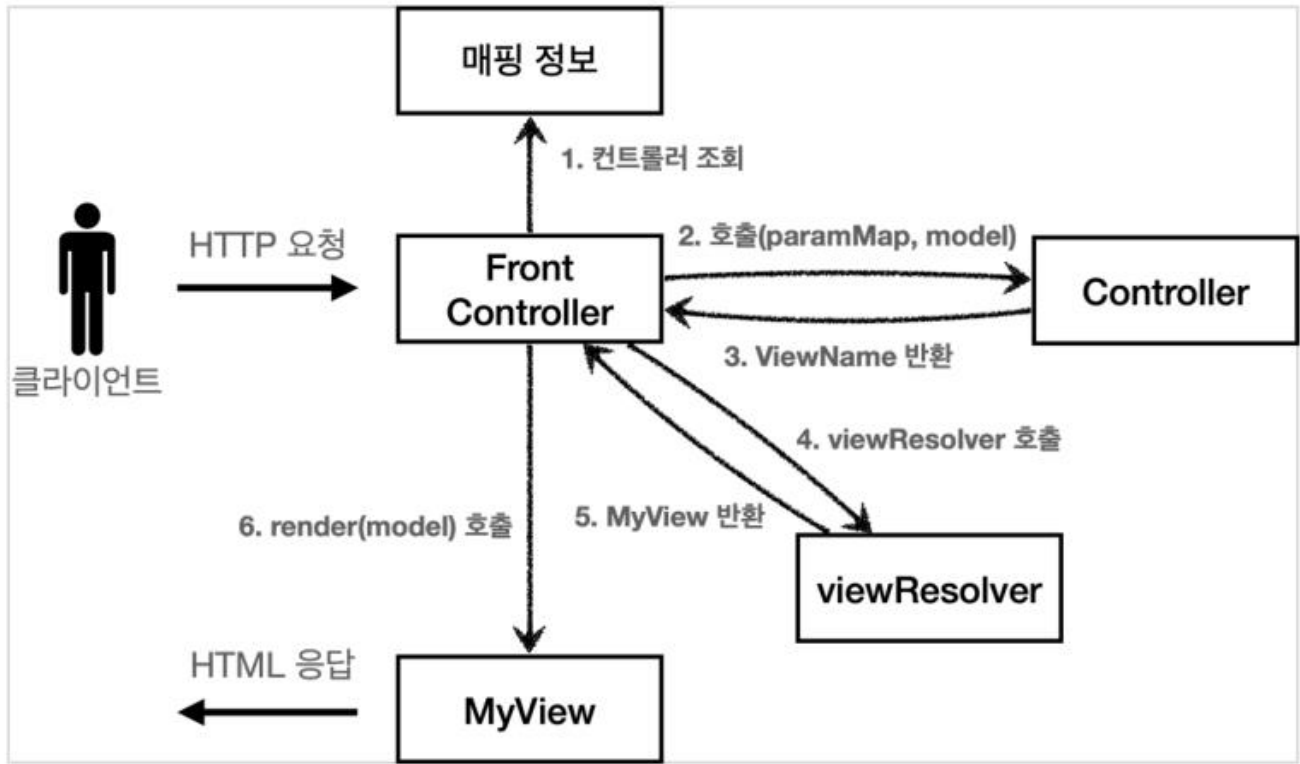 매핑 정보
1. 컨트롤러 조회
HTTP 요청
Front
Controller
2. 호출(paramMap, model)
Controller
3. ViewName 반환
클라이언트
4. viewResolver 호출
5. MyView 반환
6. render(model) 호출
viewResolver
HTML 응답
MyView